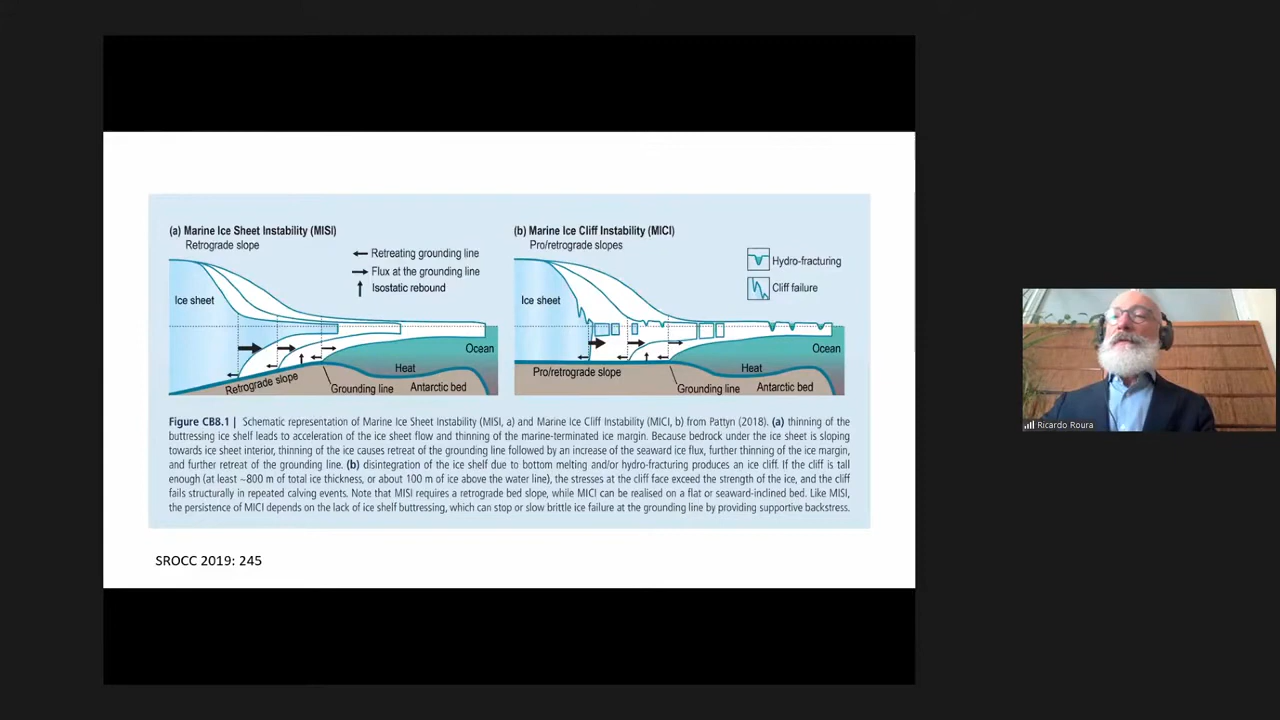 (a) Marine Ice Sheet Instability (MISI)
Retrograde slope
Retreating grounding line
Flux at the grounding line
Isostatic rebound
Ice sheet
Ocean
Heat
Retrograde slope
Grounding line
Antarctic bed
(b) Marine Ice Cliff Instability (MICI)
Pro/retrograde slopes
Hydro-fracturing
Cliff failure
Ice sheet
Ocean
Heat
Pro/retrograde slope
Grounding line
Antarctic bed
Figure CB8.1 | Schematic representation of Marine Ice Sheet Instability (MISI, a) and Marine Ice Cliff Instability (MICI, b) from Pattyn (2018). (a) thinning of the
buttressing ice shelf leads to acceleration of the ice sheet flow and thinning of the marine-terminated ice margin. Because bedrock under the ice sheet is sloping
towards ice sheet interior, thinning of the ice causes retreat of the grounding line followed by an increase of the seaward ice flux, further thinning of the ice margin,
and further retreat of the grounding line. (b) disintegration of the ice shelf due to bottom melting and/or hydro-fracturing produces an ice cliff. If the cliff is tall
enough (at least ~800 m of total ice thickness, or about 100 m of ice above the water line), the stresses at the cliff face exceed the strength of the ice, and the cliff
fails structurally in repeated calving events. Note that MISI requires a retrograde bed slope, while MICI can be realised on a flat or seaward-inclined bed. Like MISI,
the persistence of MICI depends on the lack of ice shelf buttressing, which can stop or slow brittle ice failure at the grounding line by providing supportive backstress.
SROCC 2019: 245
Ricardo Roura